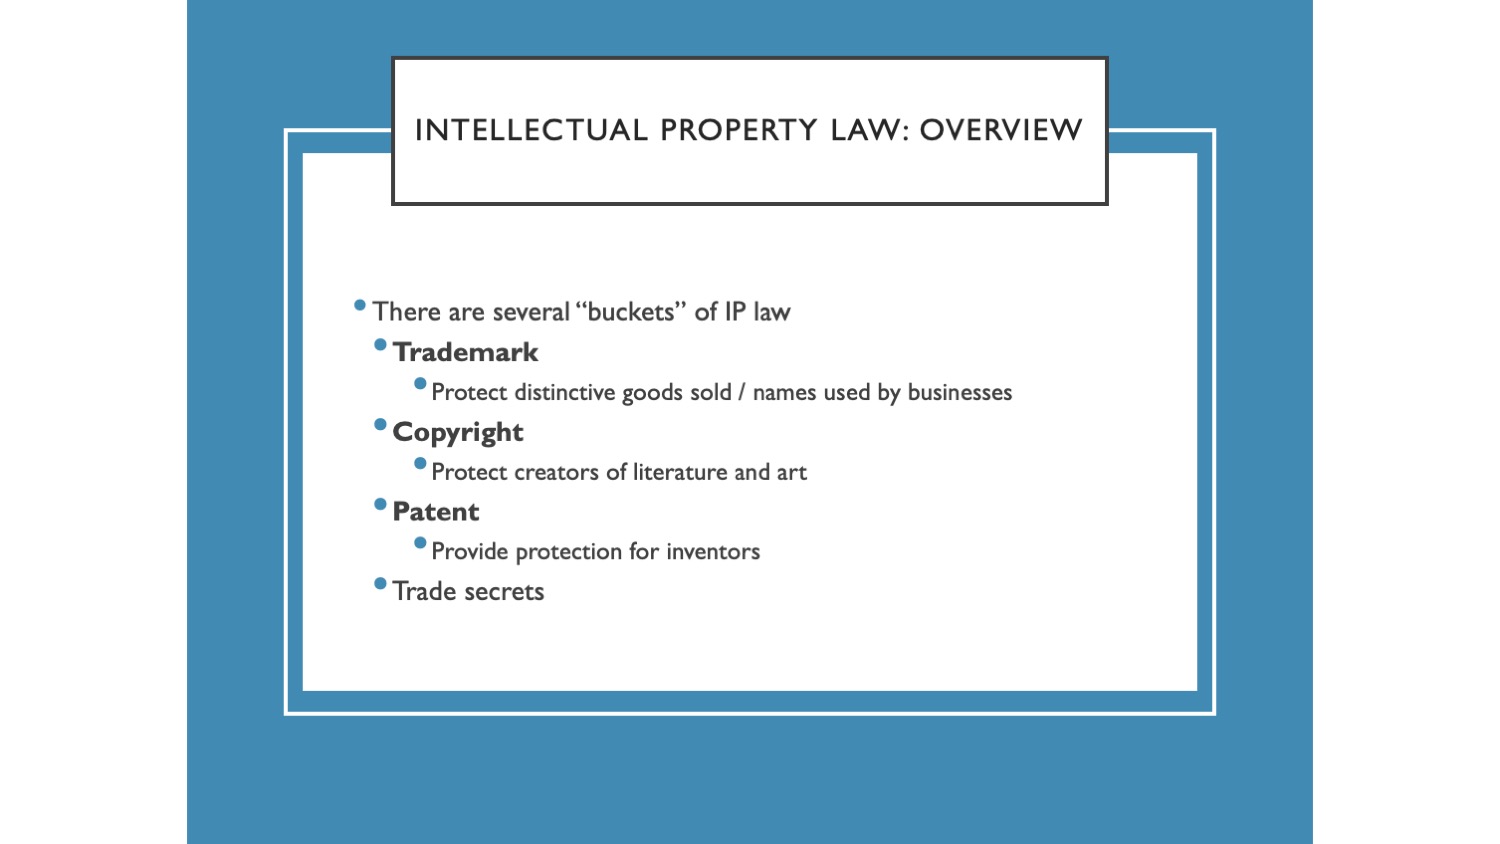 INTELLECTUAL PROPERTY LAW: OVERVIEW
• There are several “buckets” of IP law
• Trademark
• Protect distinctive goods sold / names used by businesses
• Copyright
• Protect creators of literature and art
• Patent
• Provide protection for inventors
• Trade secrets